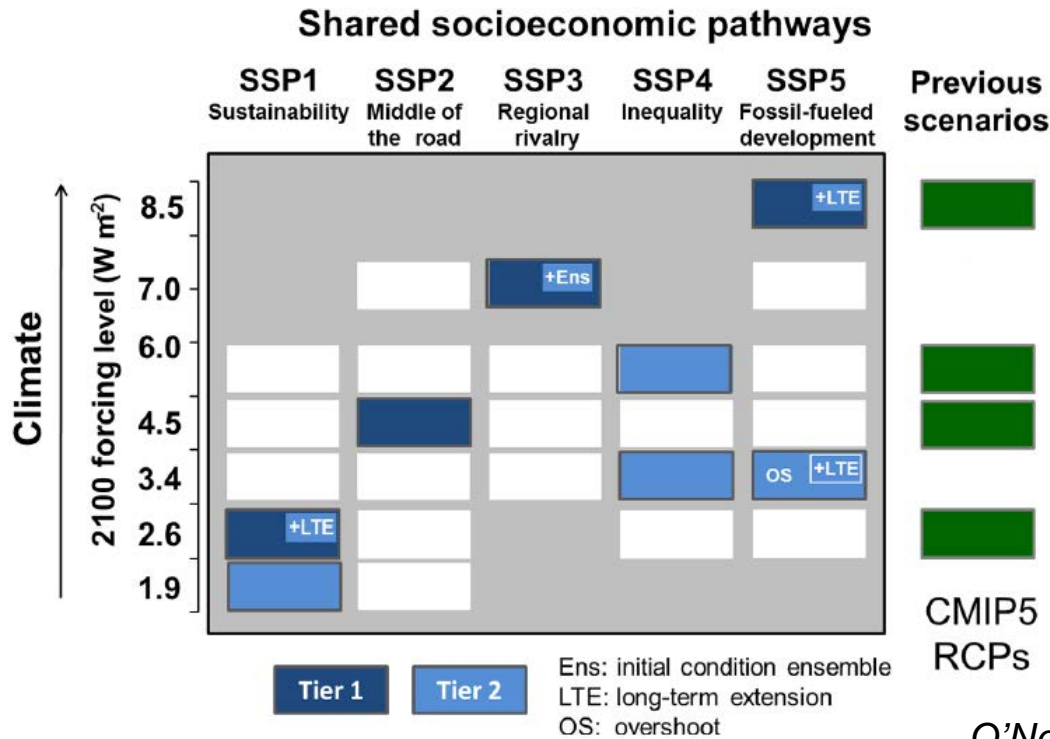 Shared socioeconomic pathways
SSP1 SSP2 SSP3 SSP4 SSP5 Previous scenarios
Sustainability
Middle of the road
Regional rivalry
Inequality
Fossil-fueled development
Climate
2100 forcing level (W m-2)
8.5 +LTE
7.0 +Ens
6.0
4.5
3.4 OS +LTE
2.6 +LTE
1.9
CMIP5
RCPs
Tier 1 Tier 2
Ens: initial condition ensemble
LTE: long-term extension
OS: overshoot